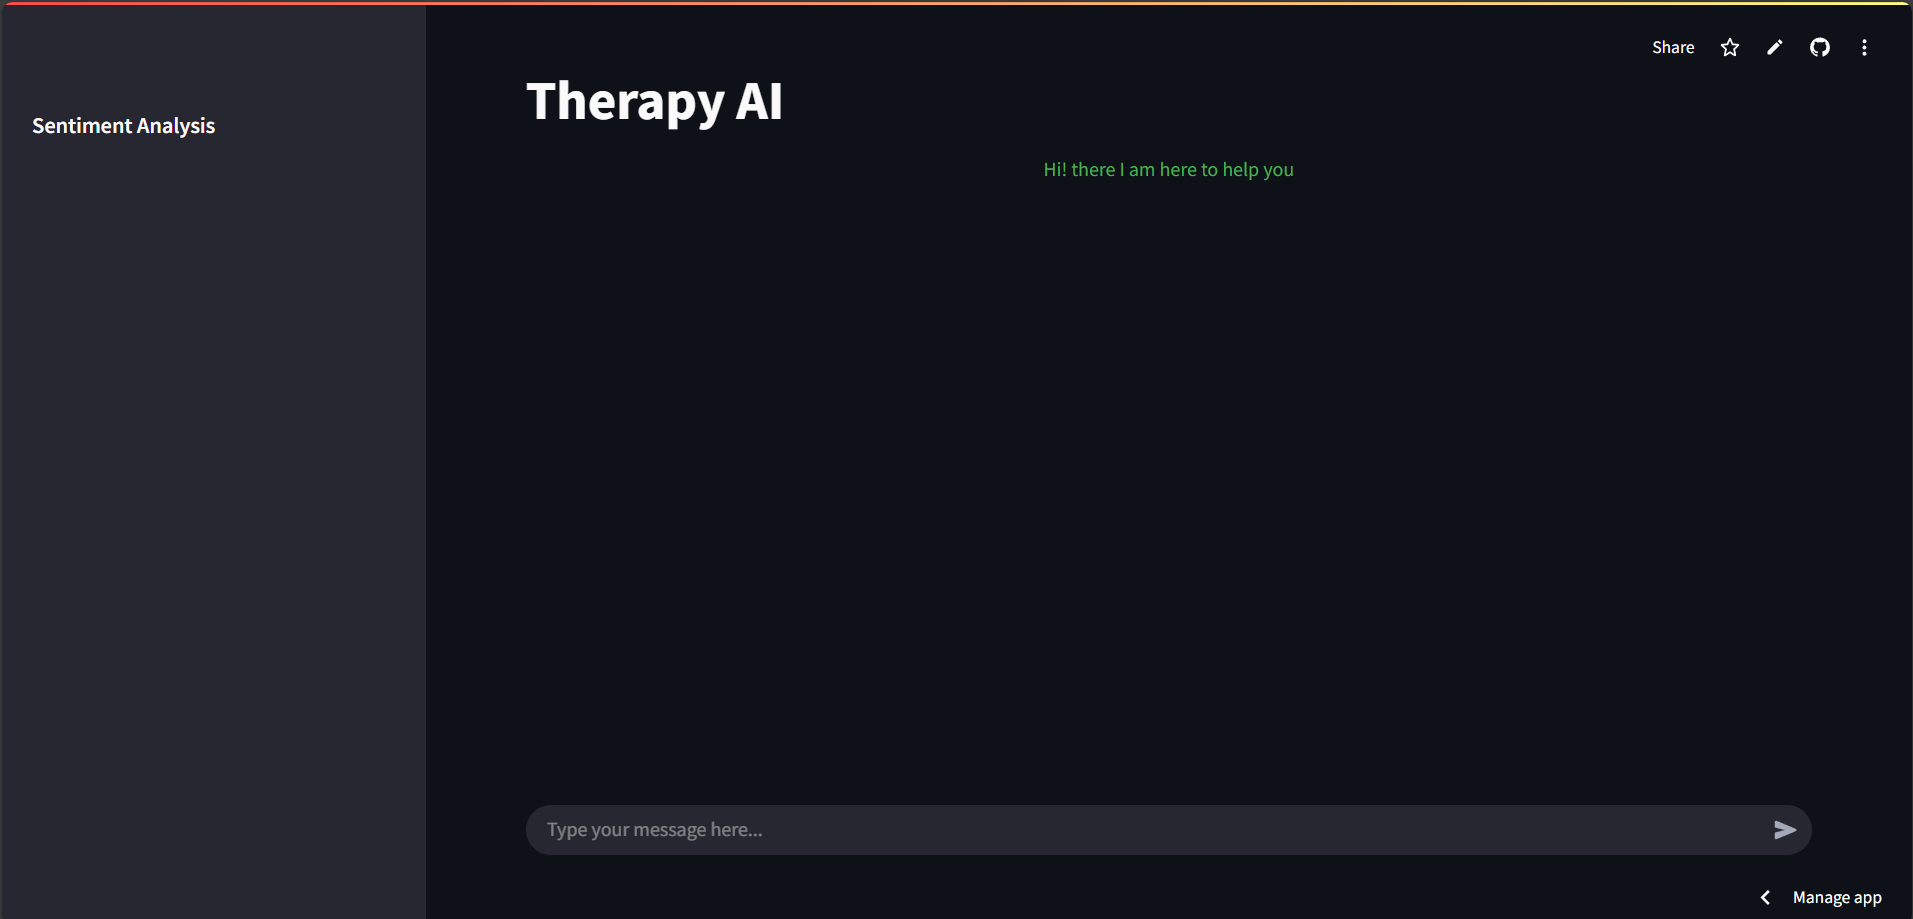 Share
Sentiment Analysis
Therapy AI
Hi! there I am here to help you
Type your message here...
Manage app